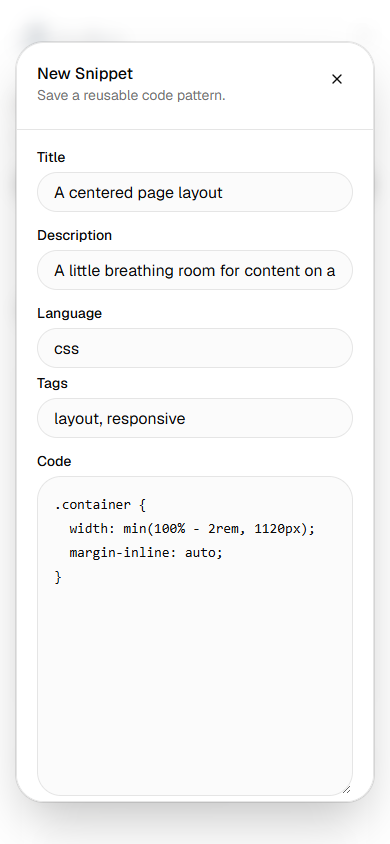 New Snippet
Save a reusable code pattern.
Title
A centered page layout
Description
A little breathing room for content on a
Language
css
Tags
layout, responsive
Code
.container {
  width: min(100% - 2rem, 1120px);
  margin-inline: auto;
}